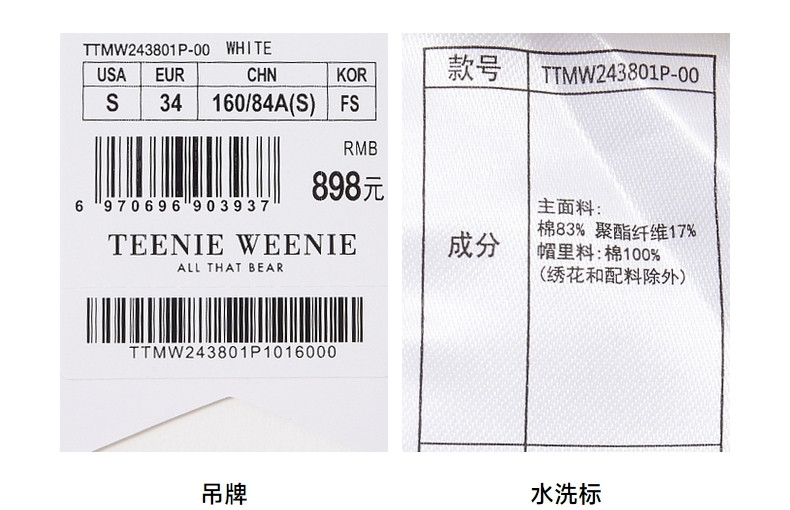 TTMW243801P-00 WHITE
USA EUR CHN KOR
S 34 160/84A(S) FS
RMB
898元
6 970696 903937
TEENIE WEENIE
ALL THAT BEAR
TTMW243801P1016000
吊牌
款号 TTMW243801P-00
成分
主面料:
棉83% 聚酯纤维17%
帽里料:棉100%
(绣花和配料除外)
水洗标